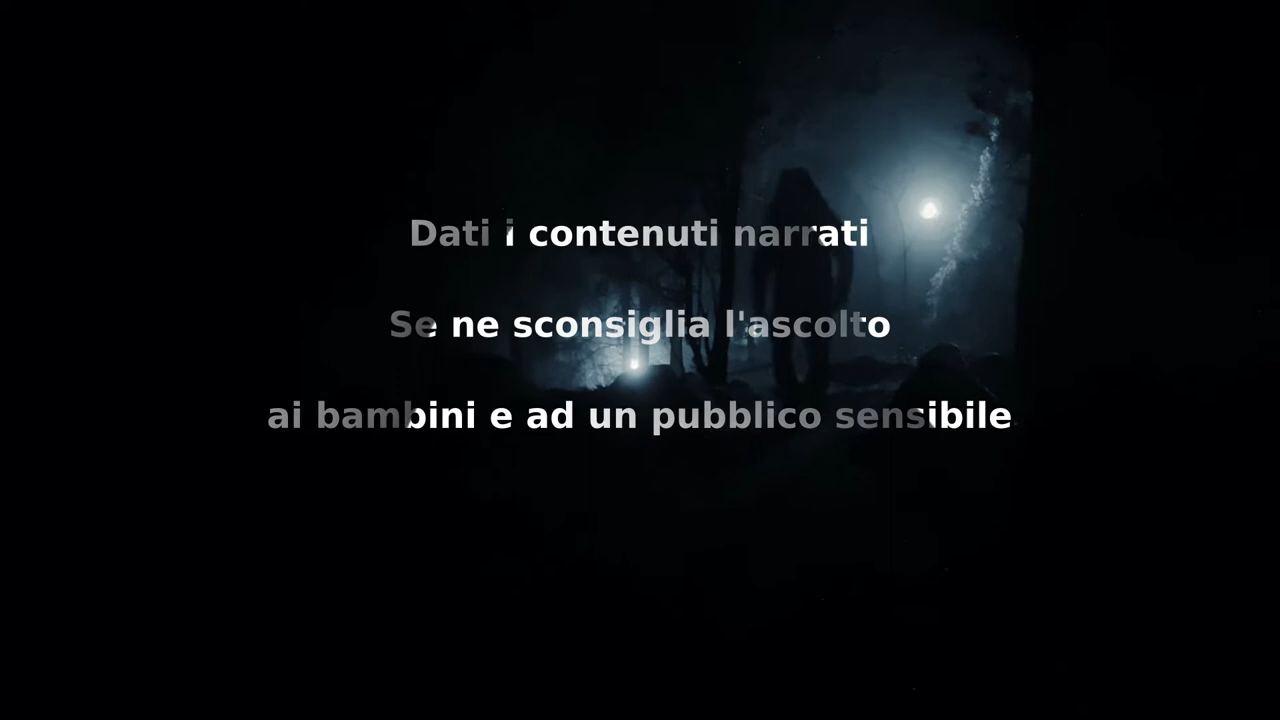 Dati i contenuti narrati
Se ne sconsiglia l'ascolto
ai bambini e ad un pubblico sensibile